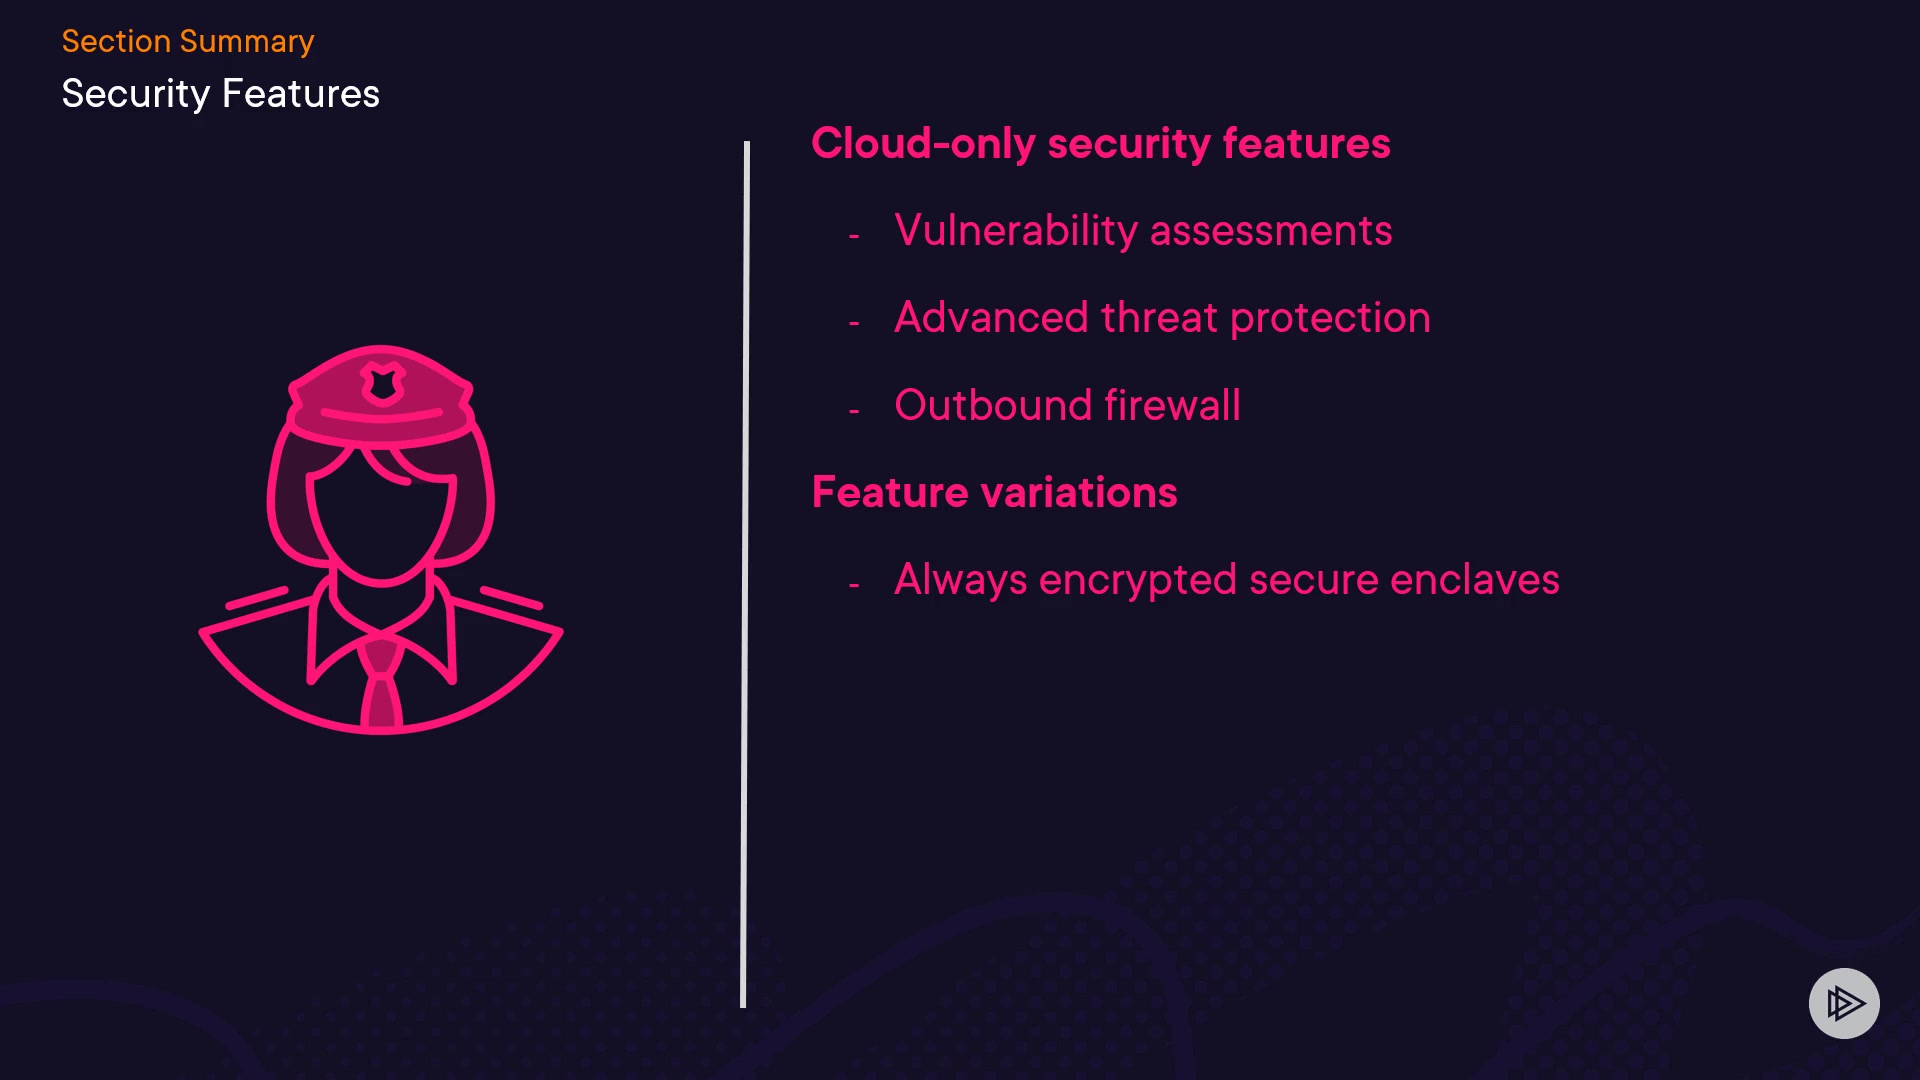 Section Summary
Security Features
Cloud-only security features
- Vulnerability assessments
- Advanced threat protection
- Outbound firewall
Feature variations
- Always encrypted secure enclaves